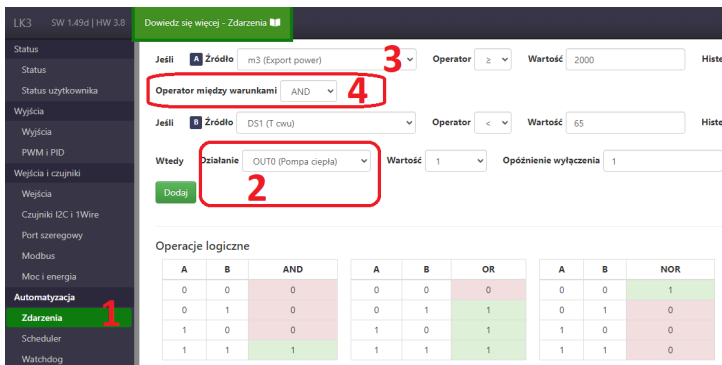 LK3 SW 1.49d | HW 3.8 Dowiedz się więcej - Zdarzenia
Status
Status
Status użytkownika
Wyjścia
Wyjścia
PWM i PID
Wejścia i czujniki
Wejścia
Czujniki I2C i 1Wire
Port szeregowy
Modbus
Moc i energia
Automatyzacja
Zdarzenia 1
Scheduler
Watchdog
Jeśli A Źródło m3 (Export power) 3 Operator ≥ Wartość 2000 Histe
Operator między warunkami AND 4
Jeśli B Źródło DS1 (T cwu) Operator < Wartość 65 Histe
Wtedy Działanie OUT0 (Pompa ciepła) Wartość 1 Opóźnienie wyłączenia 1
2
Dodaj
Operacje logiczne
A B AND A B OR A B NOR
0 0 0 0 0 0 0 0 1
0 1 0 0 1 1 0 1 0
1 0 0 1 0 1 1 0 0
1 1 1 1 1 1 1 1 0